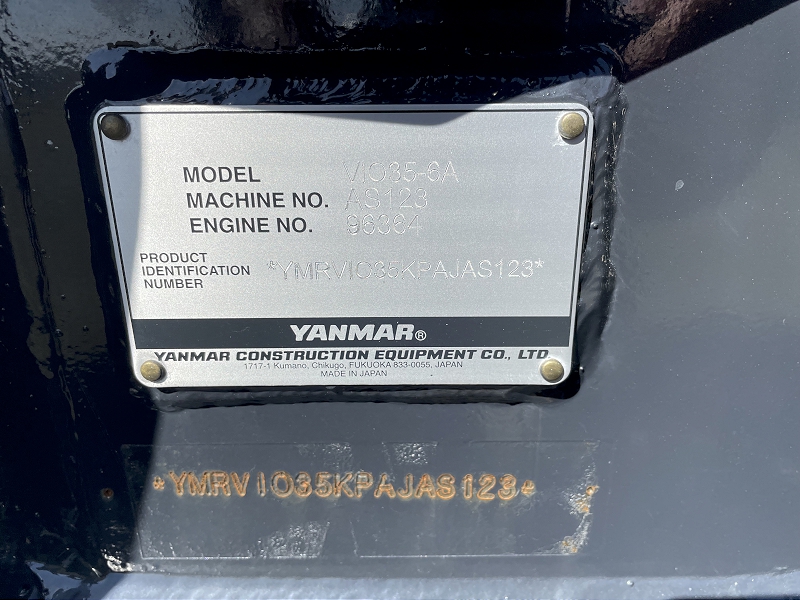 MODEL VIO35-6A
MACHINE NO. AS123
ENGINE NO. 96364
PRODUCT
IDENTIFICATION *YMRVIO35KPAJAS123*
NUMBER
YANMAR®
YANMAR CONSTRUCTION EQUIPMENT CO., LTD.
1717-1 Kumano, Chikugo, FUKUOKA 833-0055, JAPAN
MADE IN JAPAN
*YMRVIO35KPAJAS123*